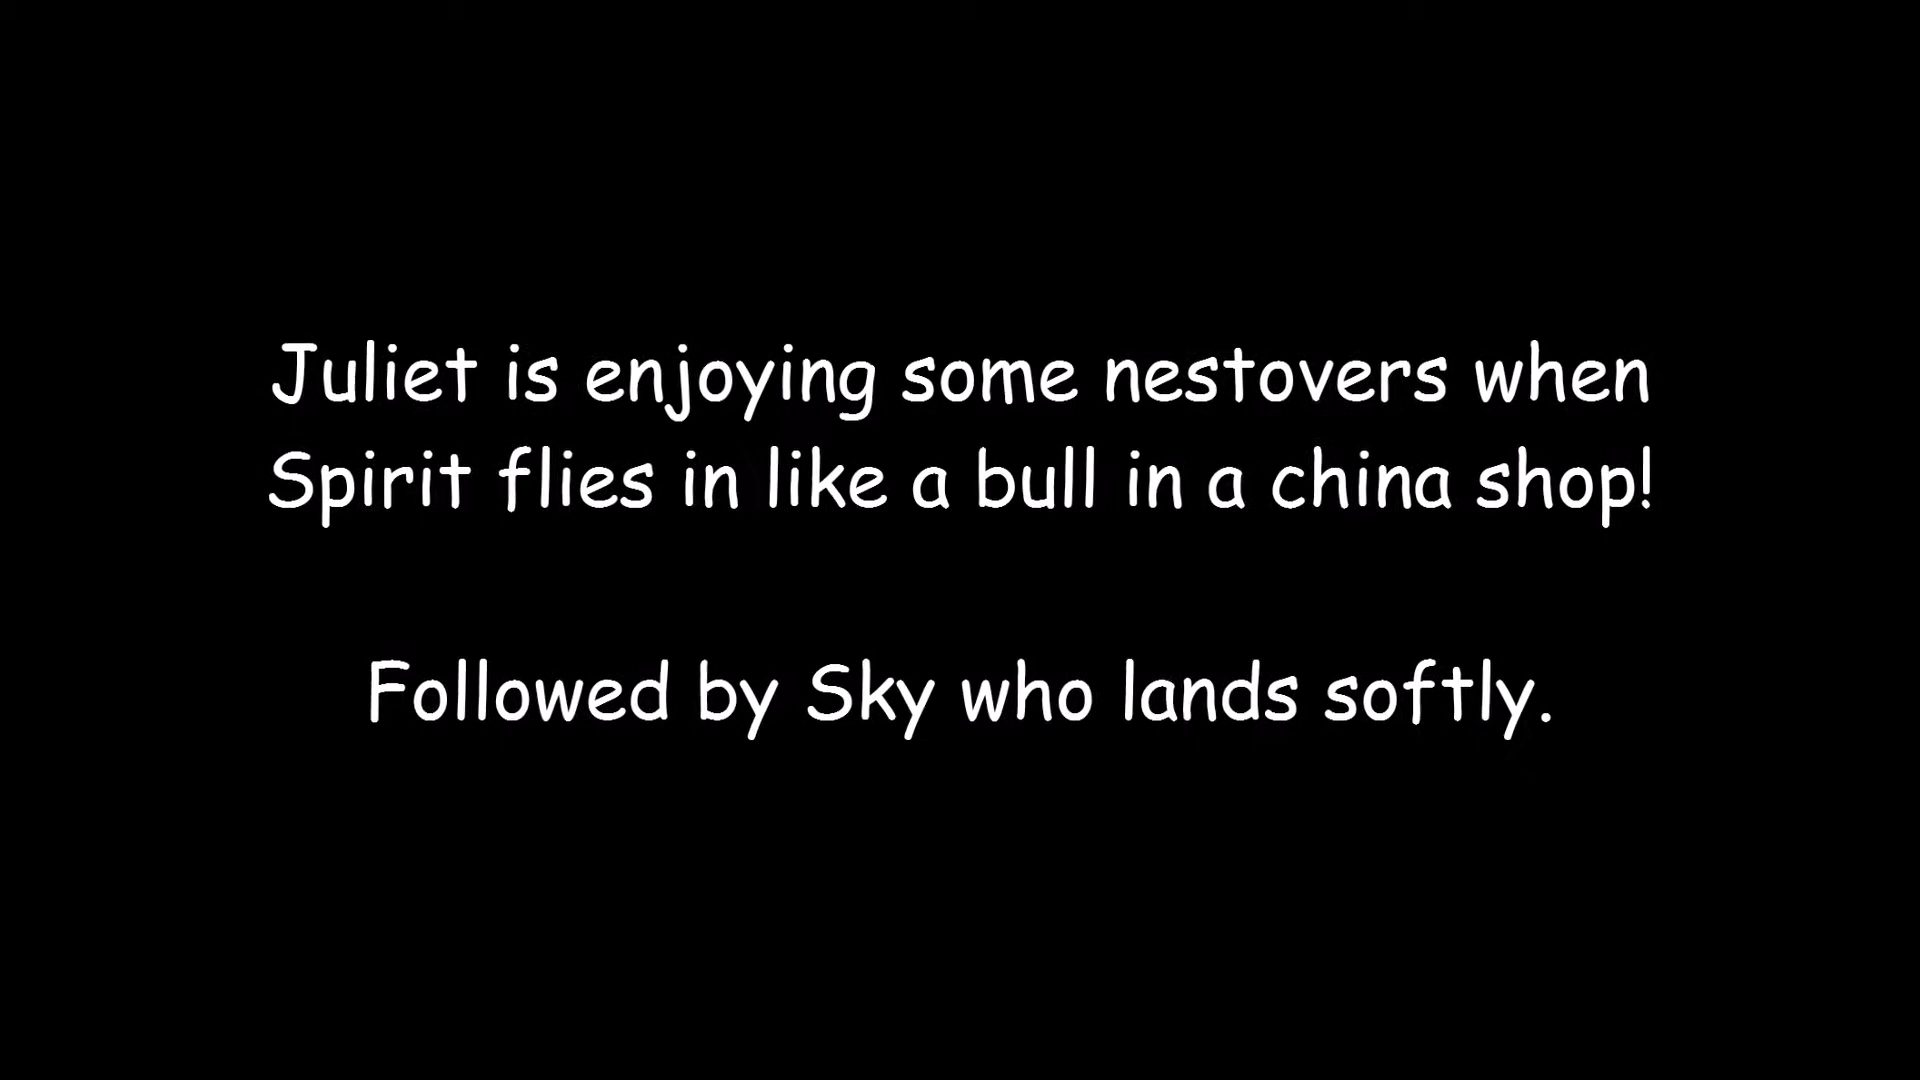 Juliet is enjoying some nestovers when
Spirit flies in like a bull in a china shop!
Followed by Sky who lands softly.